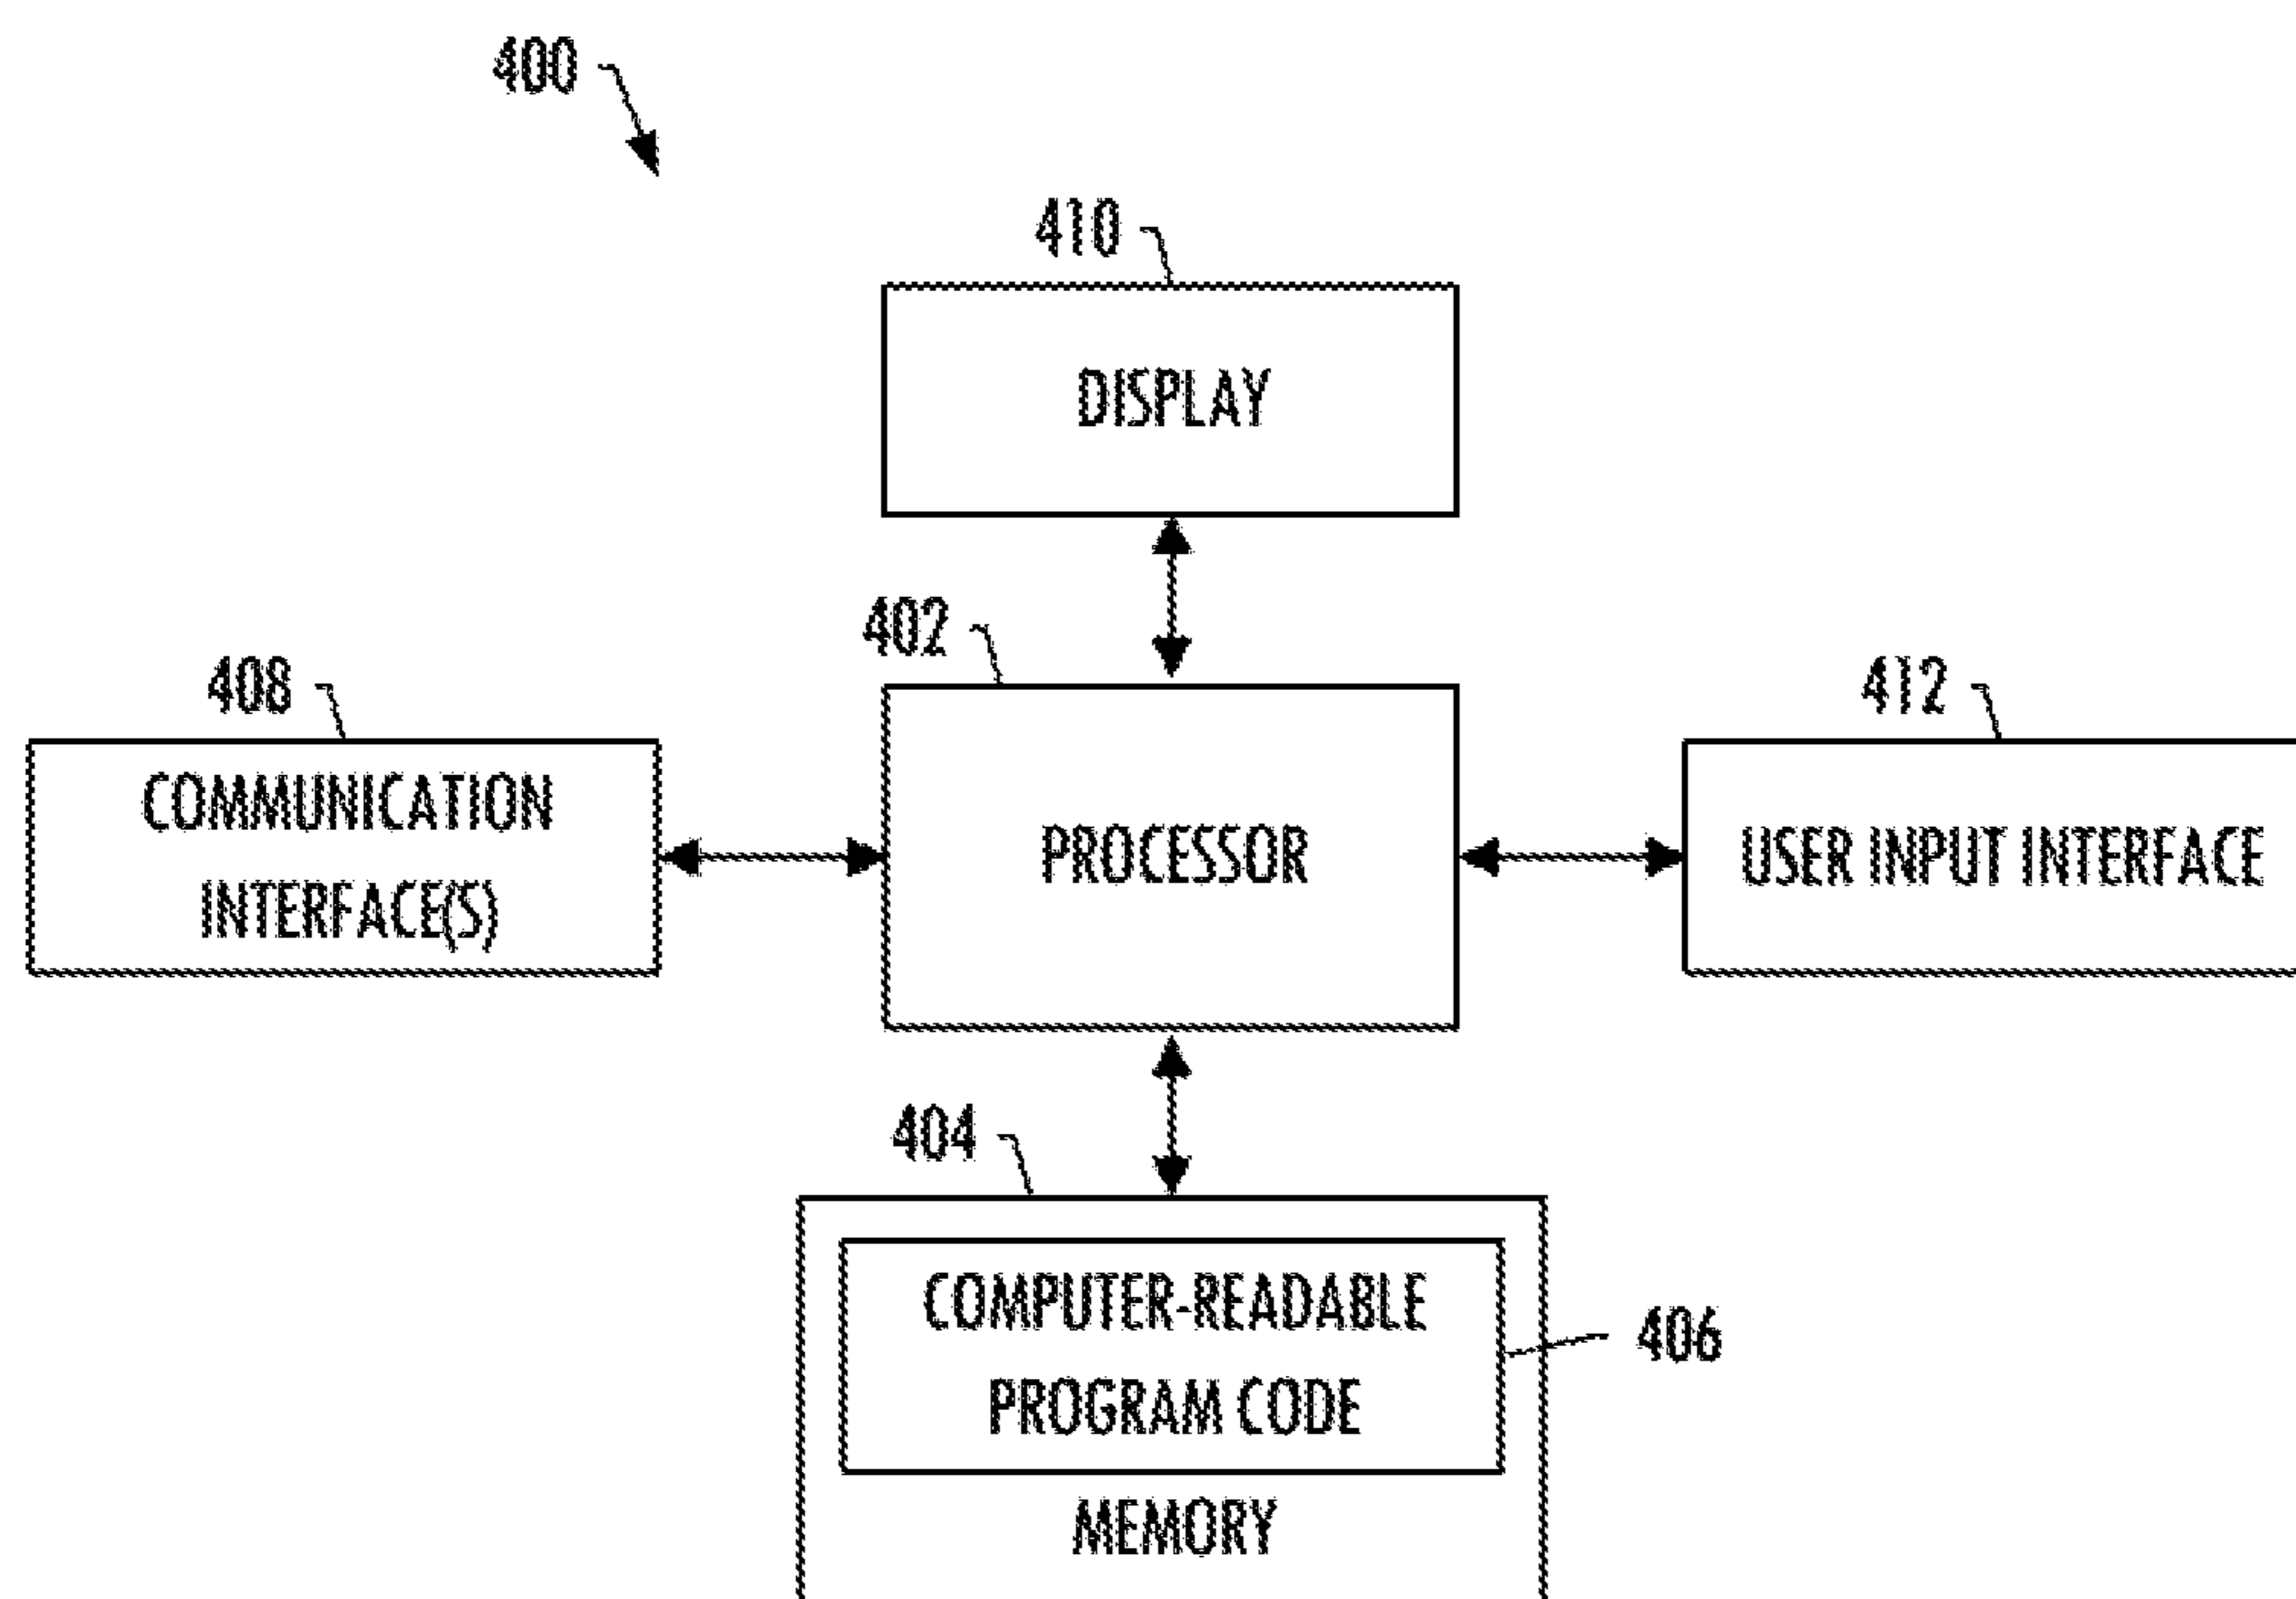 400
410
DISPLAY
402
408
412
COMMUNICATION
INTERFACE(S)
PROCESSOR
USER INPUT INTERFACE
404
COMPUTER-READABLE
PROGRAM CODE
406
MEMORY